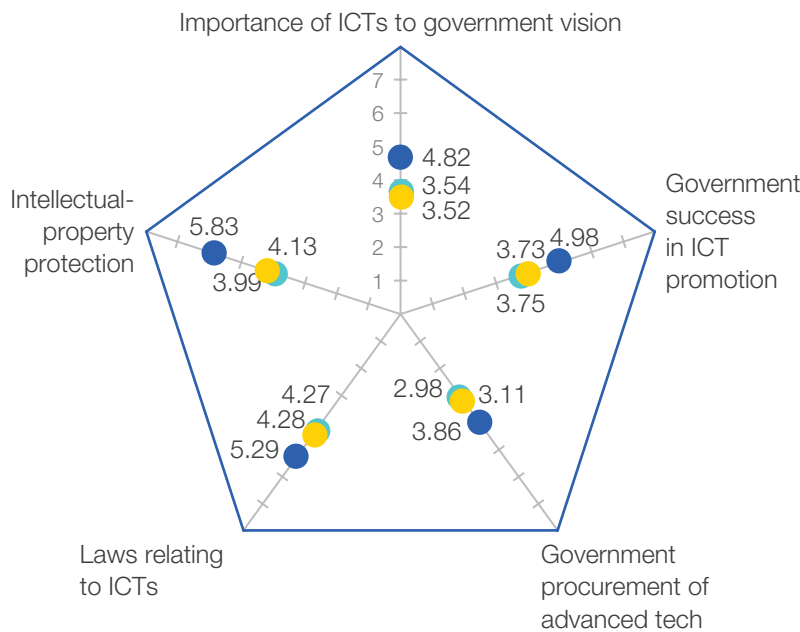 Importance of ICTs to government vision
7
6
5
4
3
2
1
4.82
3.54
3.52
Government
success
in ICT
promotion
3.73
4.98
3.75
Intellectual-
property
protection
5.83
4.13
3.99
2.98
3.11
3.86
4.27
4.28
5.29
Laws relating
to ICTs
Government
procurement of
advanced tech